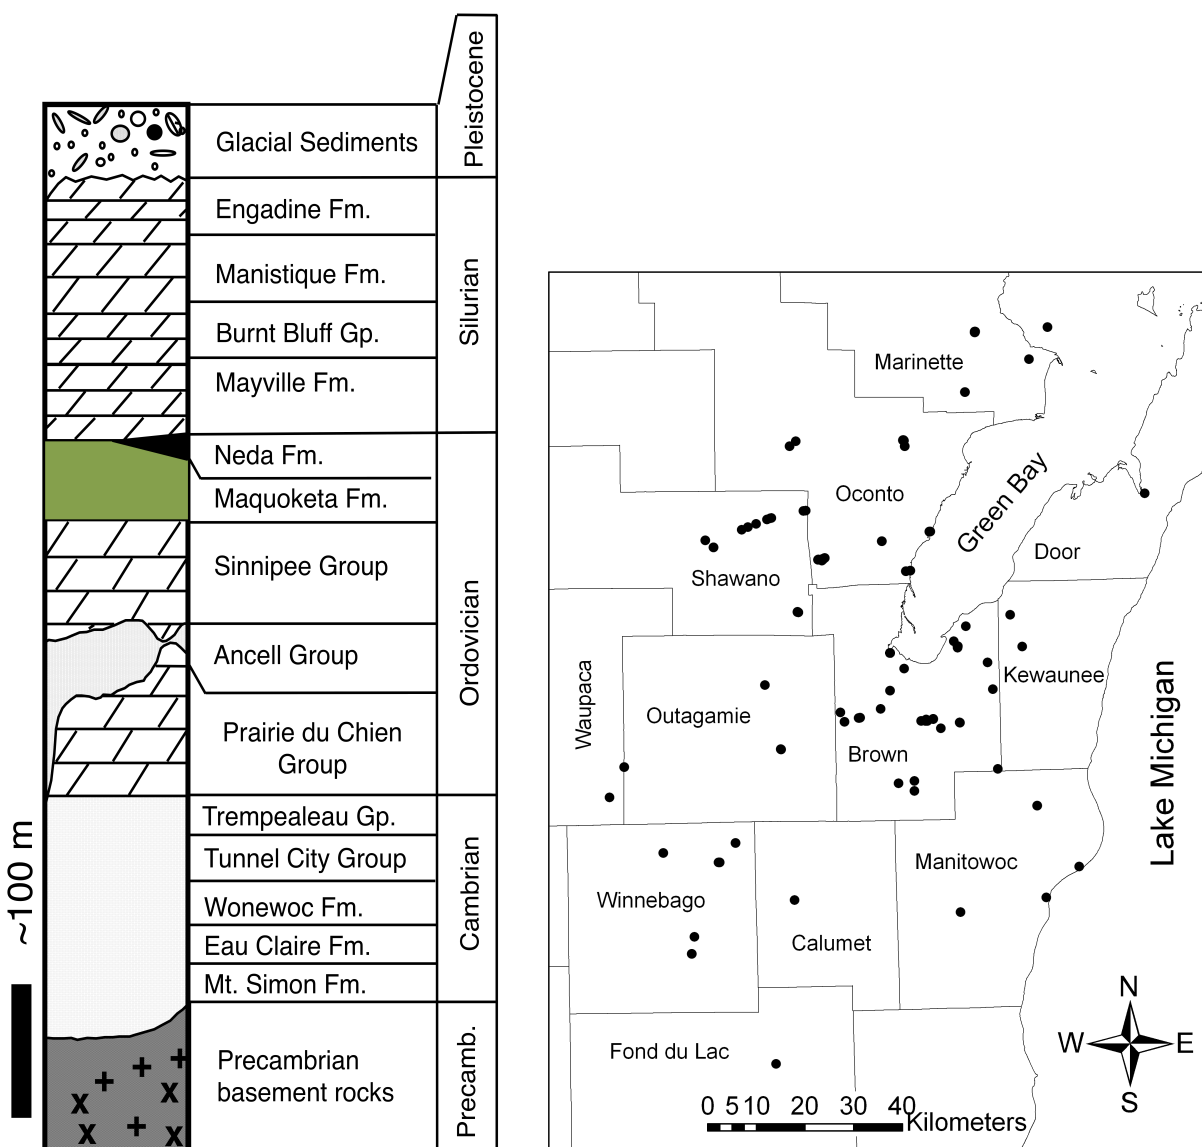 Pleistocene
Glacial Sediments
Engadine Fm.
Manistique Fm.
Burnt Bluff Gp.
Mayville Fm.
Silurian
Neda Fm.
Maquoketa Fm.
Sinnipee Group
Ancell Group
Prairie du Chien
Group
Ordovician
Trempealeau Gp.
Tunnel City Group
Wonewoc Fm.
Eau Claire Fm.
Mt. Simon Fm.
Cambrian
Precambrian
basement rocks
Precamb.
~100 m
Marinette
Oconto
Green Bay
Door
Shawano
Kewaunee
Waupaca
Outagamie
Brown
Lake Michigan
Manitowoc
Winnebago
Calumet
Fond du Lac
N
W
E
S
0 5 10 20 30 40
Kilometers